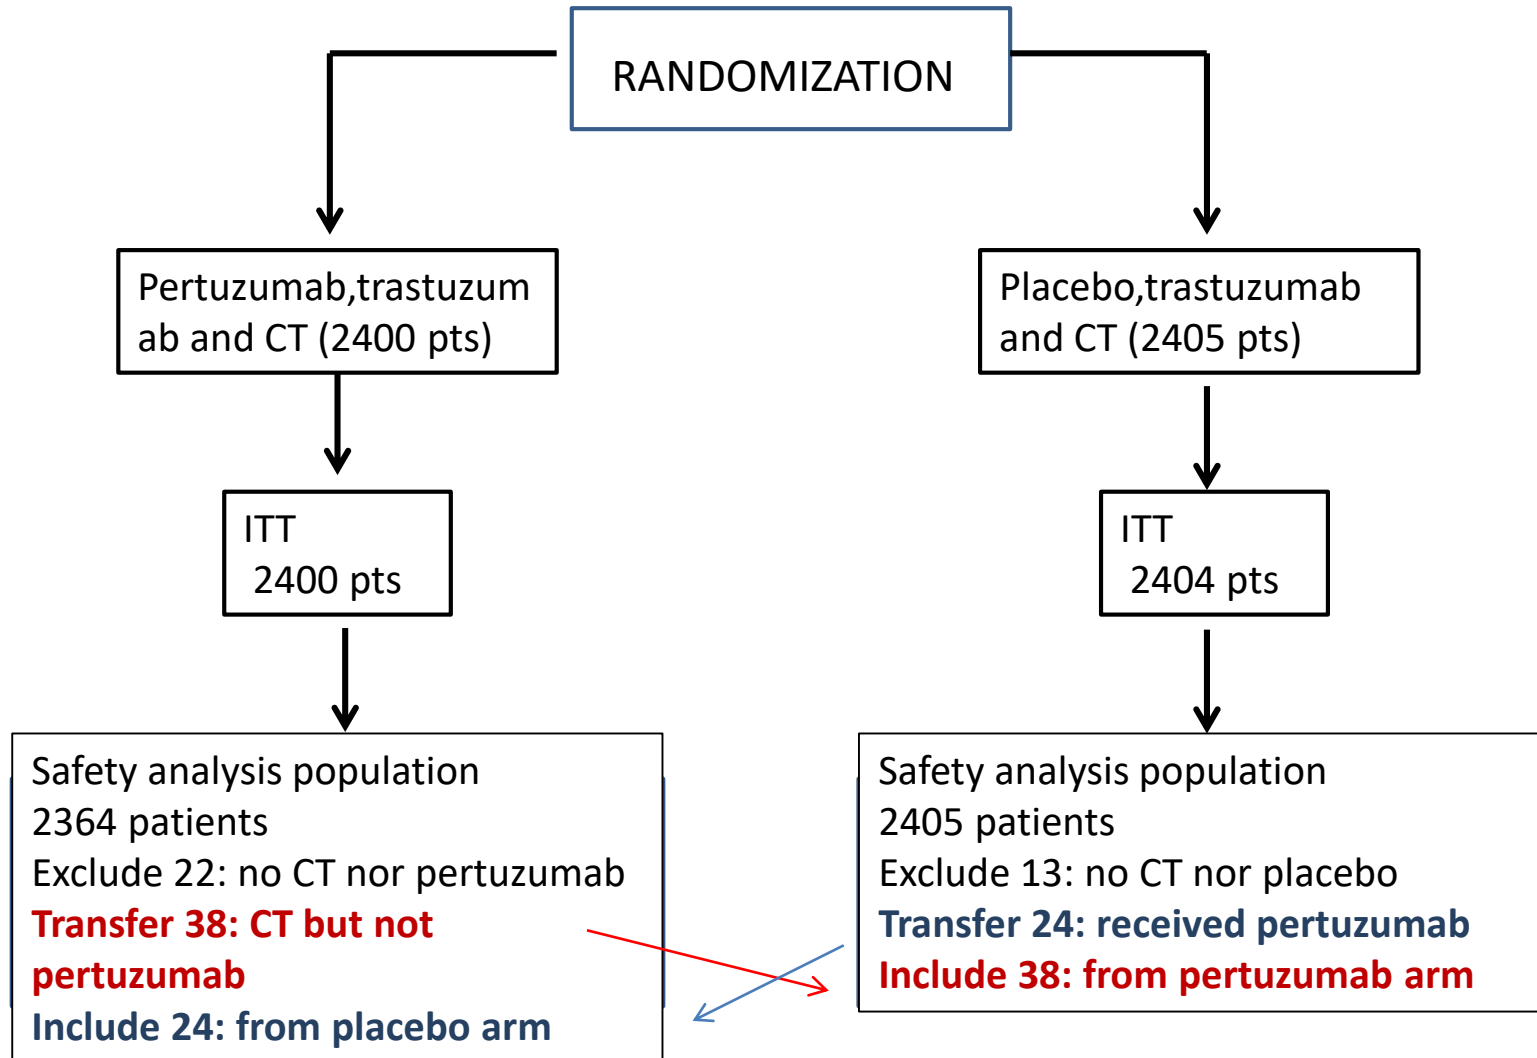 RANDOMIZATION
Pertuzumab,trastuzum
ab and CT (2400 pts)
Placebo,trastuzumab
and CT (2405 pts)
ITT
2400 pts
ITT
2404 pts
Safety analysis population
2364 patients
Exclude 22: no CT nor pertuzumab
Transfer 38: CT but not
pertuzumab
Include 24: from placebo arm
Safety analysis population
2405 patients
Exclude 13: no CT nor placebo
Transfer 24: received pertuzumab
Include 38: from pertuzumab arm